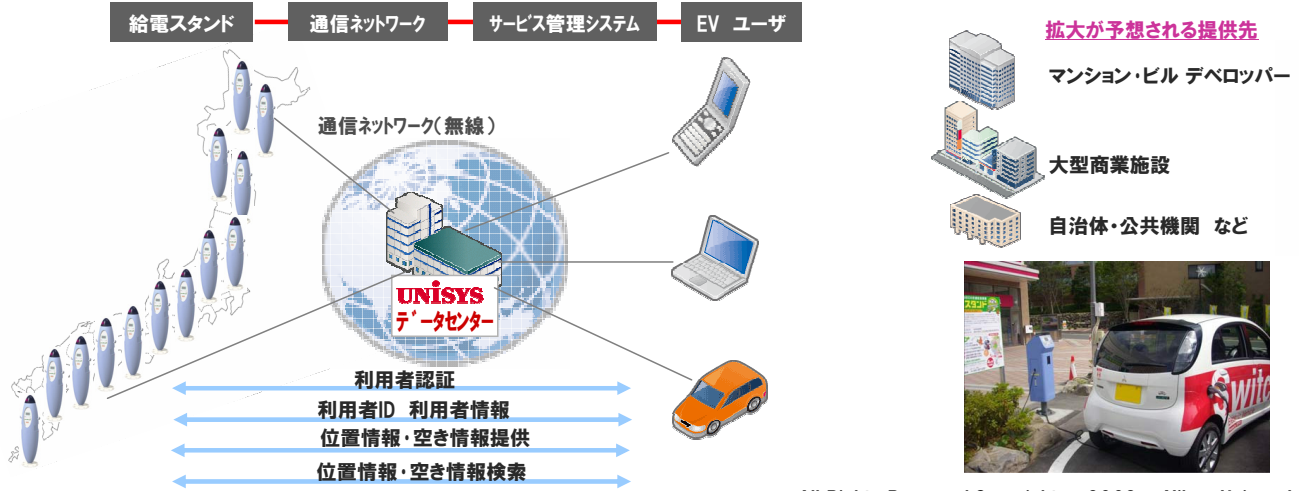 給電スタンド
通信ネットワーク
サービス管理システム
EV ユーザ
通信ネットワーク(無線)
UNISYS
データセンター
利用者認証
利用者ID 利用者情報
位置情報・空き情報提供
位置情報・空き情報検索
拡大が予想される提供先
マンション・ビル デベロッパー
大型商業施設
自治体・公共機関 など
スタンド
Switc